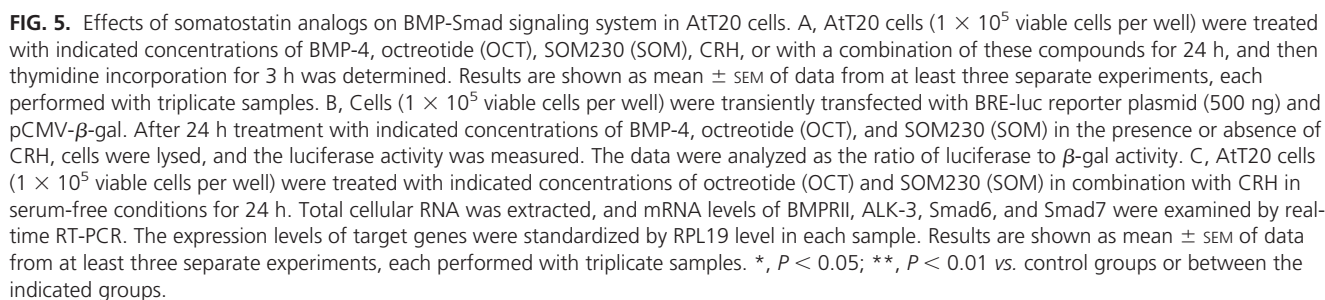 FIG. 5. Effects of somatostatin analogs on BMP-Smad signaling system in AtT20 cells. A, AtT20 cells (1 × 10⁵ viable cells per well) were treated
with indicated concentrations of BMP-4, octreotide (OCT), SOM230 (SOM), CRH, or with a combination of these compounds for 24 h, and then
thymidine incorporation for 3 h was determined. Results are shown as mean ± SEM of data from at least three separate experiments, each
performed with triplicate samples. B, Cells (1 × 10⁵ viable cells per well) were transiently transfected with BRE-luc reporter plasmid (500 ng) and
pCMV-β-gal. After 24 h treatment with indicated concentrations of BMP-4, octreotide (OCT), and SOM230 (SOM) in the presence or absence of
CRH, cells were lysed, and the luciferase activity was measured. The data were analyzed as the ratio of luciferase to β-gal activity. C, AtT20 cells
(1 × 10⁵ viable cells per well) were treated with indicated concentrations of octreotide (OCT) and SOM230 (SOM) in combination with CRH in
serum-free conditions for 24 h. Total cellular RNA was extracted, and mRNA levels of BMPRII, ALK-3, Smad6, and Smad7 were examined by real-
time RT-PCR. The expression levels of target genes were standardized by RPL19 level in each sample. Results are shown as mean ± SEM of data
from at least three separate experiments, each performed with triplicate samples. *, P < 0.05; **, P < 0.01 vs. control groups or between the
indicated groups.